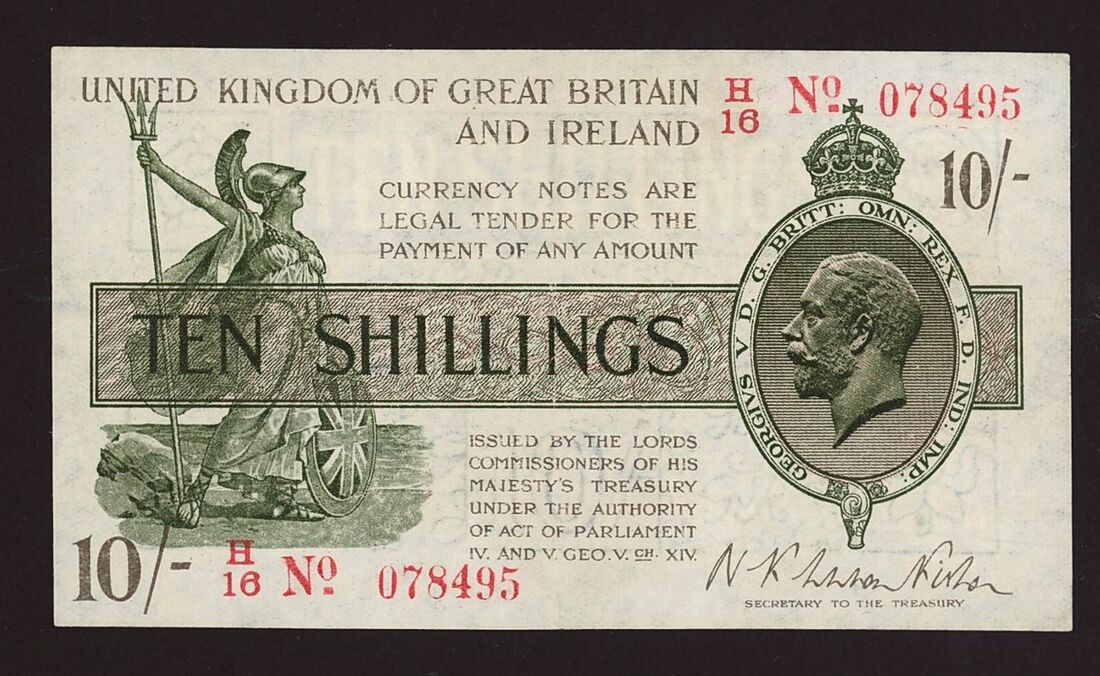 UNITED KINGDOM OF GREAT BRITAIN
AND IRELAND
H
16
Nº 078495
10/-
CURRENCY NOTES ARE
LEGAL TENDER FOR THE
PAYMENT OF ANY AMOUNT
TEN SHILLINGS
GEORGIVS V D. G. BRITT: OMN: REX F. D. IND: IMP:
ISSUED BY THE LORDS
COMMISSIONERS OF HIS
MAJESTY'S TREASURY
UNDER THE AUTHORITY
OF ACT OF PARLIAMENT
IV. AND V. GEO. V. CH. XIV.
10/-
H
16
Nº 078495
SECRETARY TO THE TREASURY